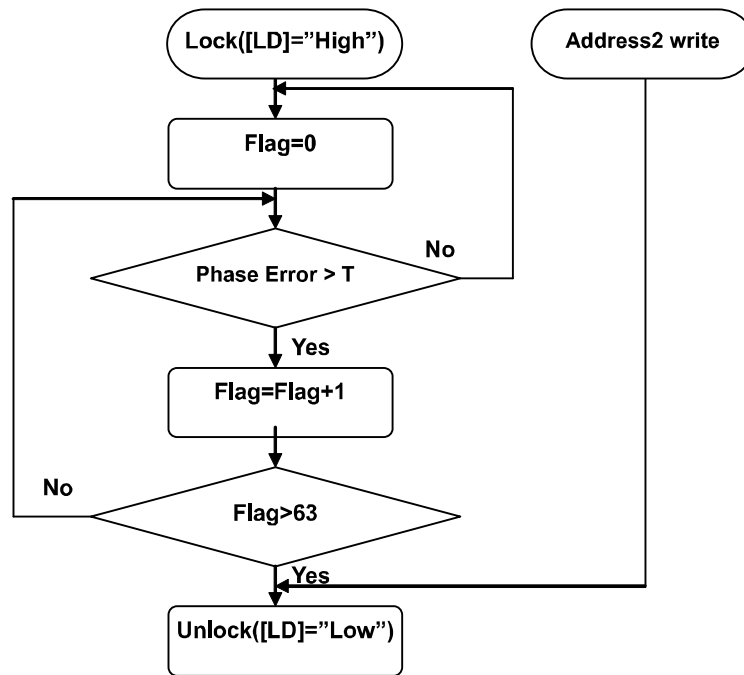 Lock([LD]=”High”)
Address2 write
Flag=0
No
Phase Error > T
Yes
Flag=Flag+1
No
Flag>63
Yes
Unlock([LD]=”Low”)